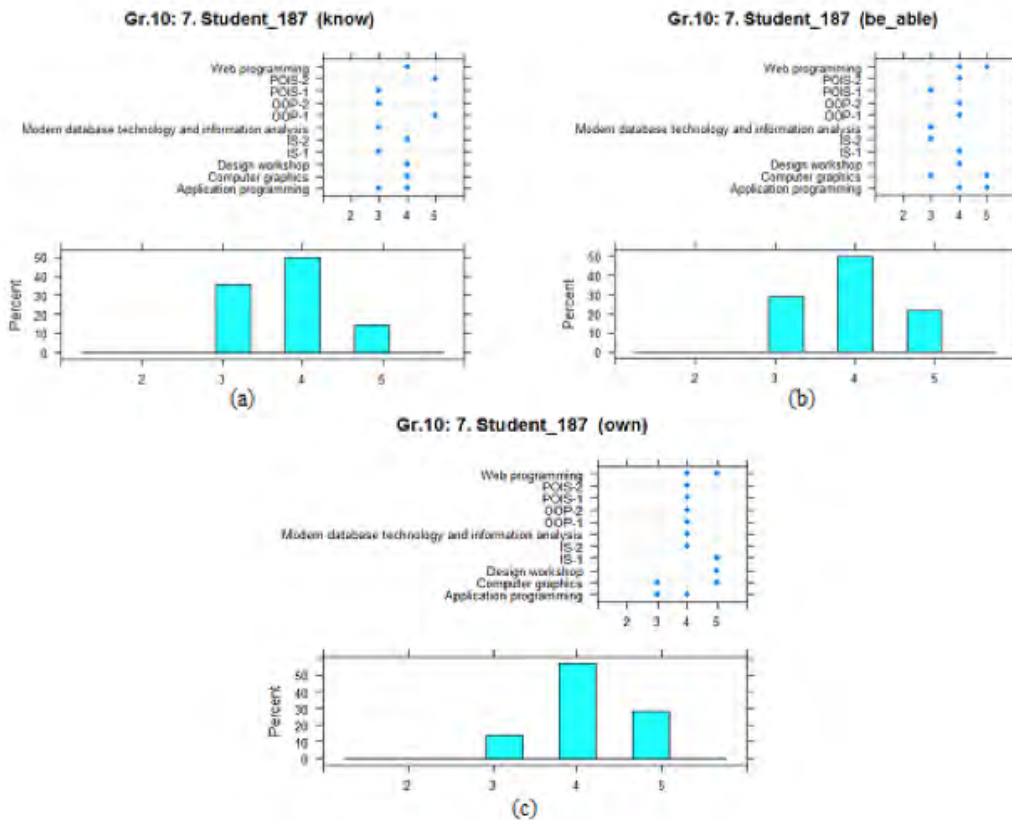 Gr.10: 7. Student_187 (know)
Web programming
POIS-2
POIS-1
OOP-2
OOP-1
Modern database technology and information analysis
IS-2
IS-1
Design workshop
Computer graphics
Application programming
2 3 4 5
Percent
50
40
30
20
10
0
2 3 4 5
(a)
Gr.10: 7. Student_187 (be_able)
Web programming
POIS-2
POIS-1
OOP-2
OOP-1
Modern database technology and information analysis
IS-2
IS-1
Design workshop
Computer graphics
Application programming
2 3 4 5
Percent
50
40
30
20
10
0
2 3 4 5
(b)
Gr.10: 7. Student_187 (own)
Web programming
POIS-2
POIS-1
OOP-2
OOP-1
Modern database technology and information analysis
IS-2
IS-1
Design workshop
Computer graphics
Application programming
2 3 4 5
Percent
50
40
30
20
10
0
2 3 4 5
(c)